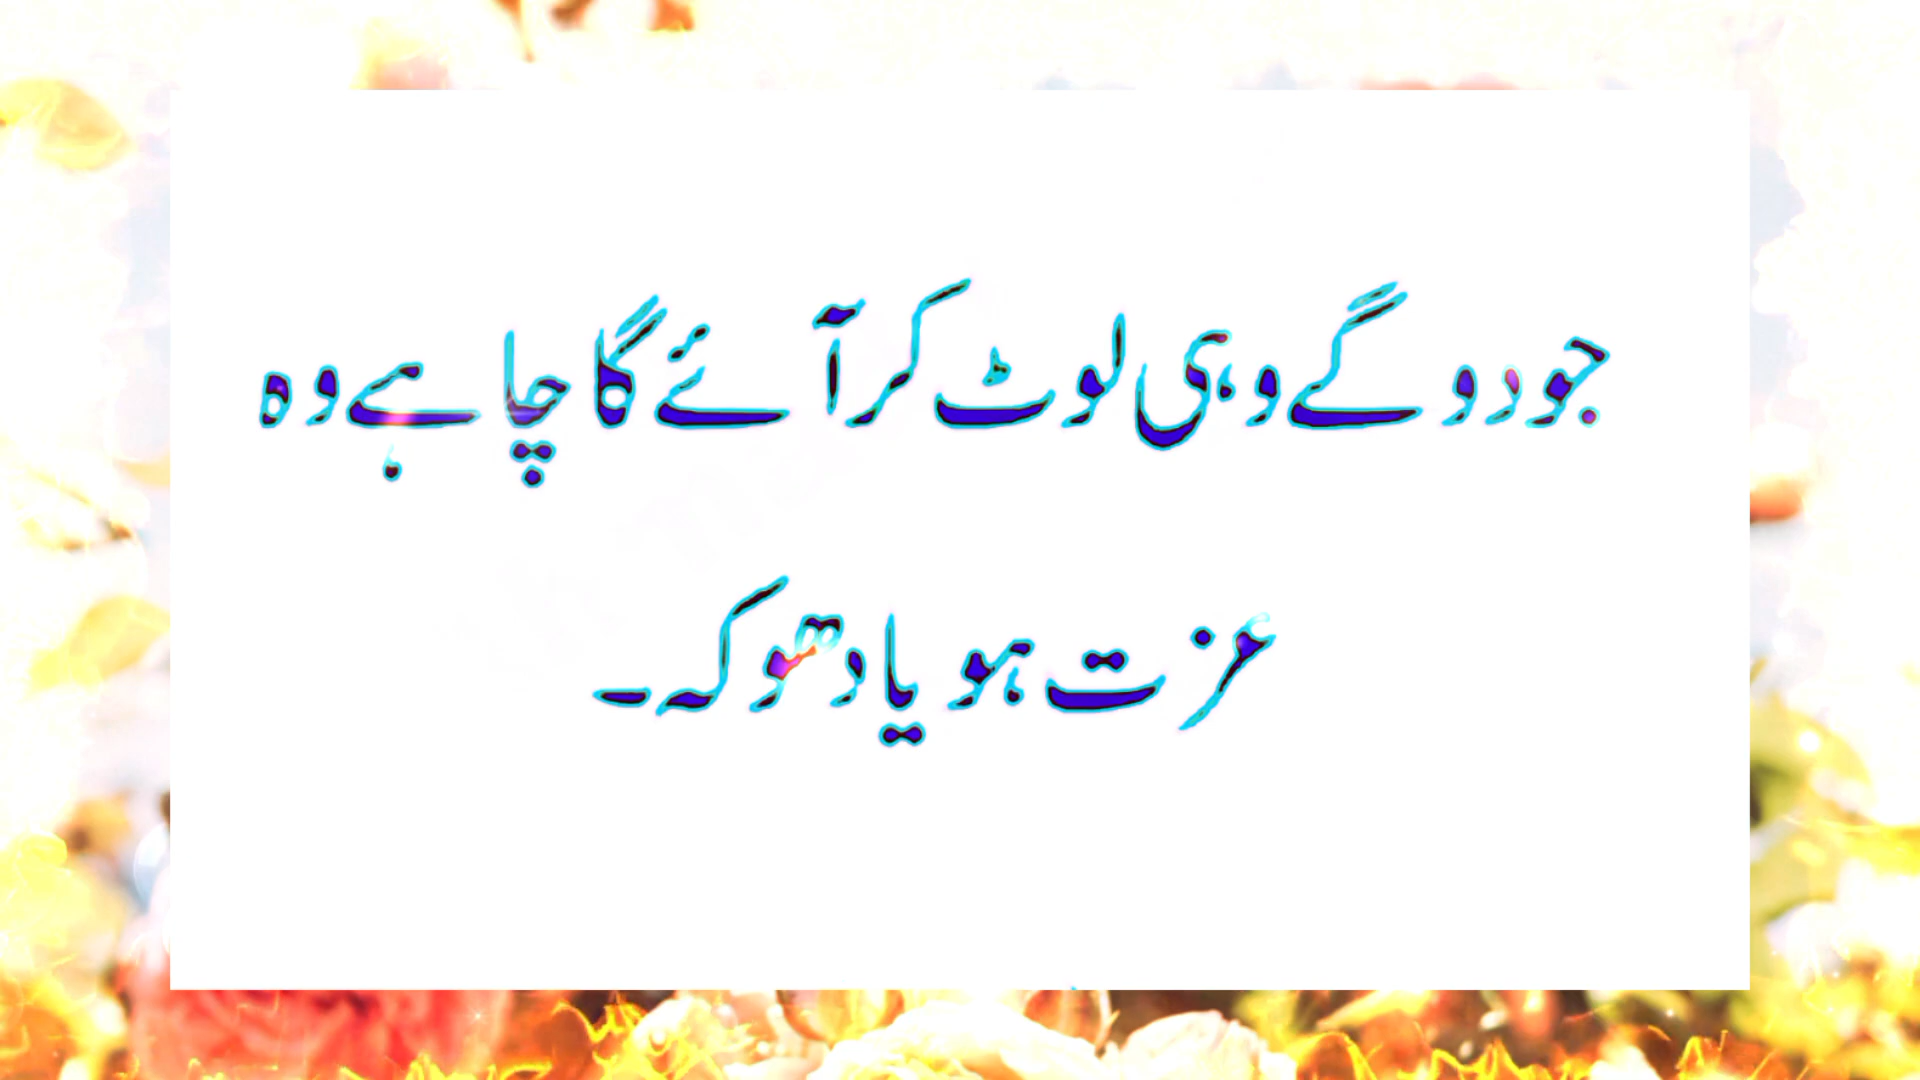 جو دو گے وہی لوٹ کر آئے گا چاہے وہ
عزت ہو یا دھوکہ۔